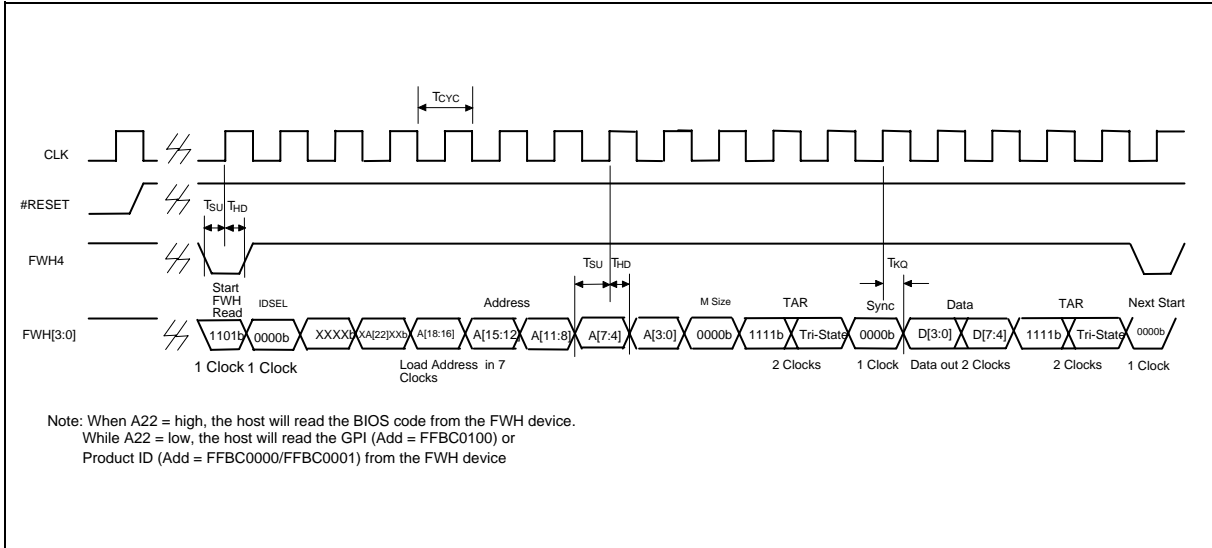 TCYC
CLK
#RESET
TSU THD
FWH4
TSU THD
TKQ
Start
FWH
Read
IDSEL
Address
M Size
TAR
Sync
Data
TAR
Next Start
FWH[3:0]
1101b 0000b XXXXb XA[22]XXb A[18:16] A[15:12] A[11:8] A[7:4] A[3:0] 0000b 1111b Tri-State 0000b D[3:0] D[7:4] 1111b Tri-State 0000b
1 Clock 1 Clock
Load Address in 7
Clocks
2 Clocks
1 Clock
Data out 2 Clocks
2 Clocks
1 Clock
Note: When A22 = high, the host will read the BIOS code from the FWH device.
While A22 = low, the host will read the GPI (Add = FFBC0100) or
Product ID (Add = FFBC0000/FFBC0001) from the FWH device